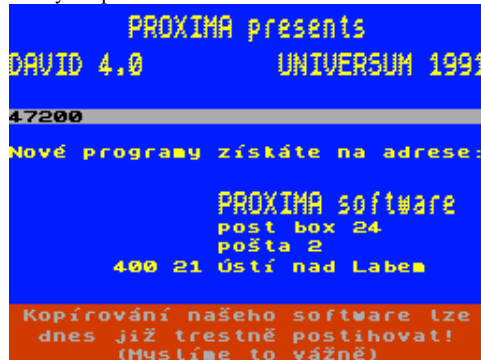 PROXIMA presents
DAVID 4.0 UNIVERSUM 1991
47200
Nové programy získáte na adrese:
PROXIMA software
post box 24
pošta 2
400 21 Ústí nad Labem
Kopírování našeho software lze
dnes již trestně postihovat!
(Myslíme to vážně)